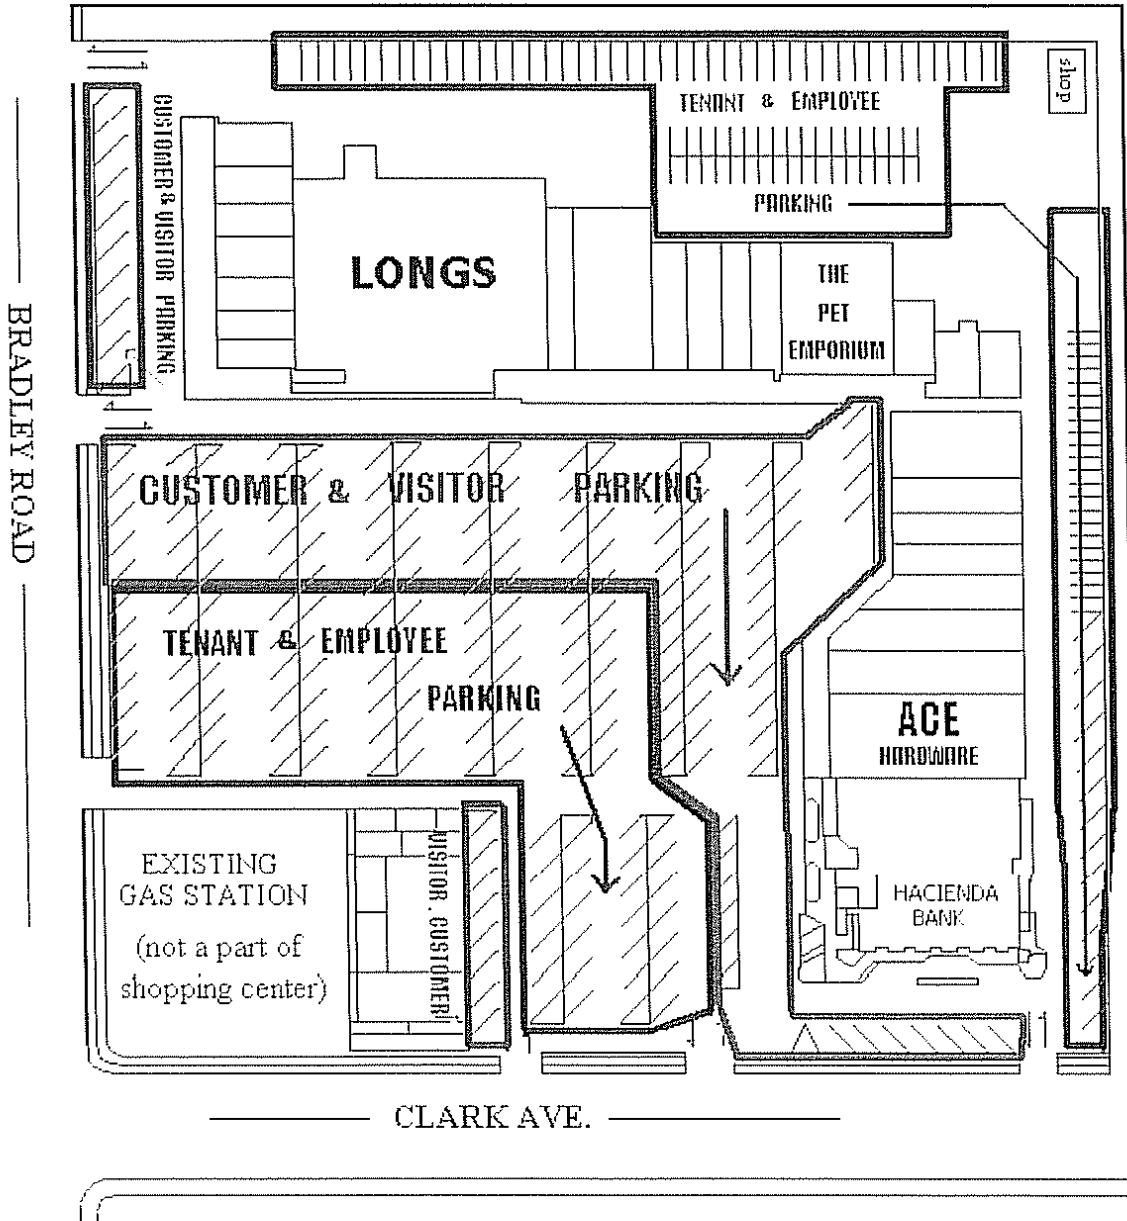 TENANT & EMPLOYEE
PARKING
shop
CUSTOMER & VISITOR PARKING
LONGS
THE
PET
EMPORIUM
BRADLEY ROAD
CUSTOMER & VISITOR PARKING
TENANT & EMPLOYEE
PARKING
ACE
HARDWARE
EXISTING
GAS STATION
(not a part of
shopping center)
VISITOR. CUSTOMER
HACIENDA
BANK
CLARK AVE.